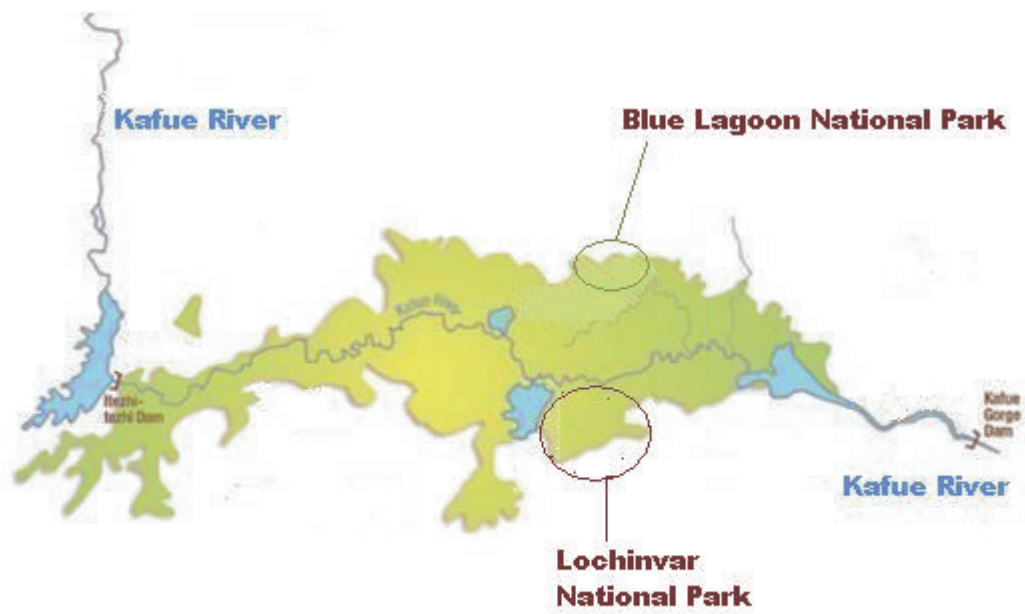 Kafue River
Blue Lagoon National Park
Kafue River
Itezhi-
tezhi Dam
Kafue
Gorge
Dam
Kafue River
Lochinvar
National Park